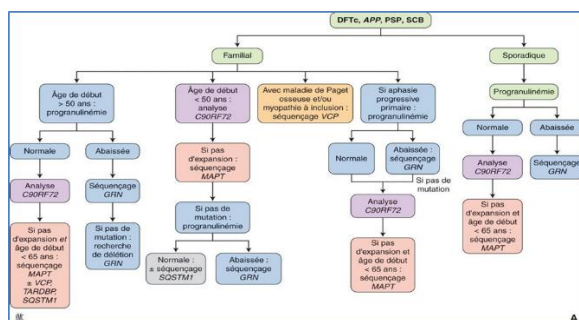 DFTc, APP, PSP, SCB
Familial
Sporadique
Âge de début
> 50 ans :
progranulinémie
Âge de début
< 50 ans :
analyse
C9ORF72
Avec maladie de Paget
osseuse et/ou
myopathie à inclusion :
séquençage VCP
Si aphasie
progressive
primaire :
progranulinémie
Progranulinémie
Normale
Abaissée
Analyse
C9ORF72
Séquençage
GRN
Si pas
d'expansion et
âge de début
< 65 ans :
séquençage
MAPT
± VCP,
TARDBP,
SQSTM1
Si pas de
mutation :
recherche
de délétion
GRN
Si pas
d'expansion :
séquençage
MAPT
Si pas de
mutation :
progranulinémie
Normale :
± séquençage
SQSTM1
Abaissée :
séquençage
GRN
Normale
Abaissée :
séquençage
GRN
Si pas de
mutation
Analyse
C9ORF72
Si pas
d'expansion et
âge de début
< 65 ans :
séquençage
MAPT
Normale
Abaissée
Analyse
C9ORF72
Séquençage
GRN
Si pas
d'expansion et
âge de début
< 65 ans :
séquençage
MAPT
A